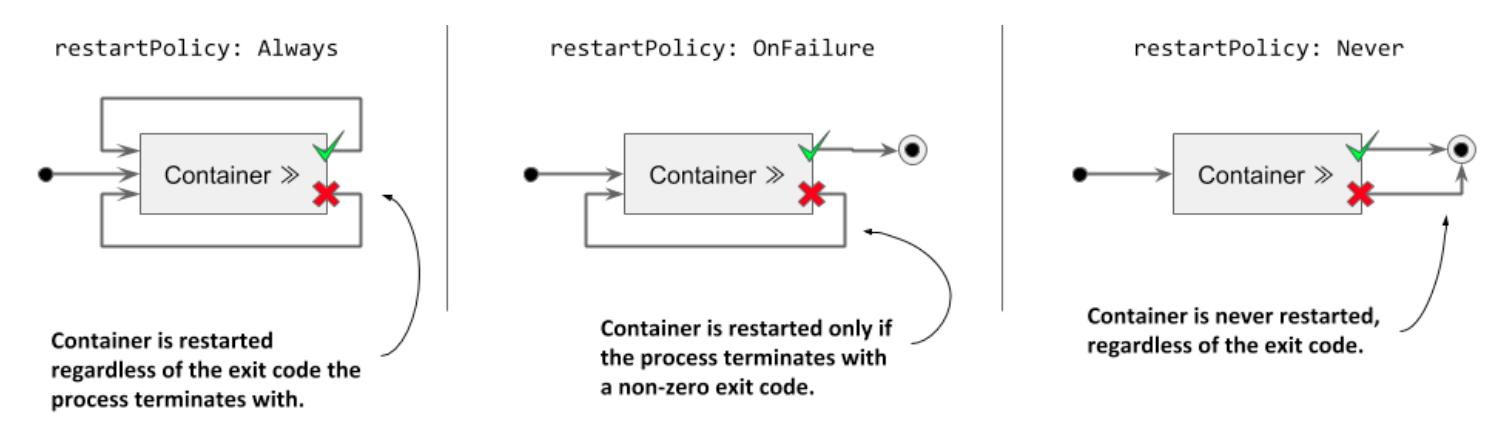 restartPolicy: Always
Container ≫
Container is restarted
regardless of the exit code the
process terminates with.
restartPolicy: OnFailure
Container ≫
Container is restarted only if
the process terminates with
a non-zero exit code.
restartPolicy: Never
Container ≫
Container is never restarted,
regardless of the exit code.